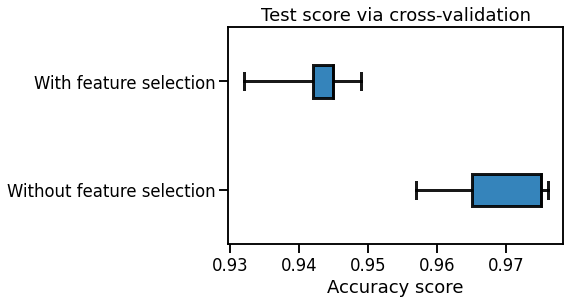 Test score via cross-validation
With feature selection
Without feature selection
0.93 0.94 0.95 0.96 0.97
Accuracy score